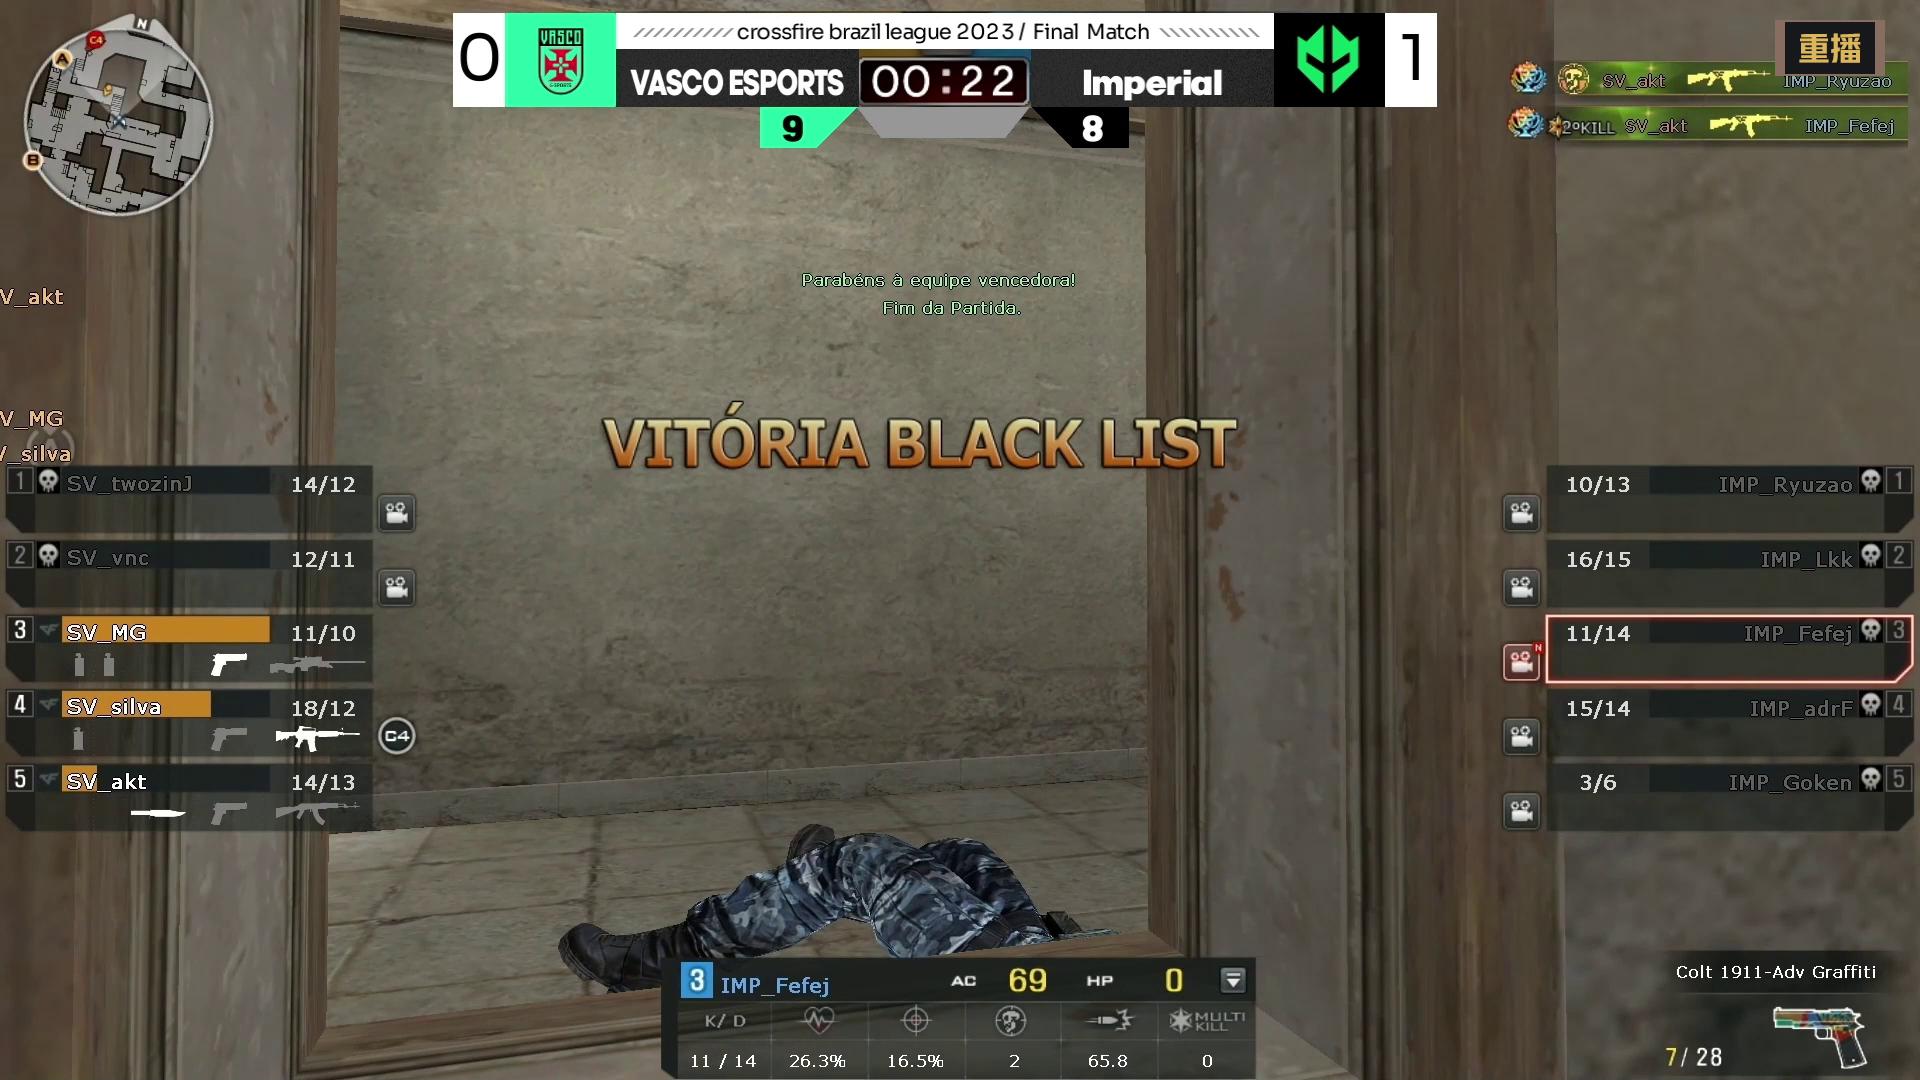 N
C4
A
B
0
VASCO
E-SPORTS
crossfire brazil league 2023 / Final Match
VASCO ESPORTS
00:22
Imperial
1
9
8
重播
SV_akt IMP_Ryuzao
2ºKILL SV_akt IMP_Fefej
V_akt
Parabéns à equipe vencedora!
Fim da Partida.
VITÓRIA BLACK LIST
V_MG
V_silva
1 SV_twozinJ 14/12
2 SV_vnc 12/11
3 SV_MG 11/10
4 SV_silva 18/12
C4
5 SV_akt 14/13
10/13 IMP_Ryuzao 1
16/15 IMP_Lkk 2
N
11/14 IMP_Fefej 3
15/14 IMP_adrF 4
3/6 IMP_Goken 5
3 IMP_Fefej AC 69 HP 0
K/ D MULTI KILL
11 / 14 26.3% 16.5% 2 65.8 0
Colt 1911-Adv Graffiti
7/ 28